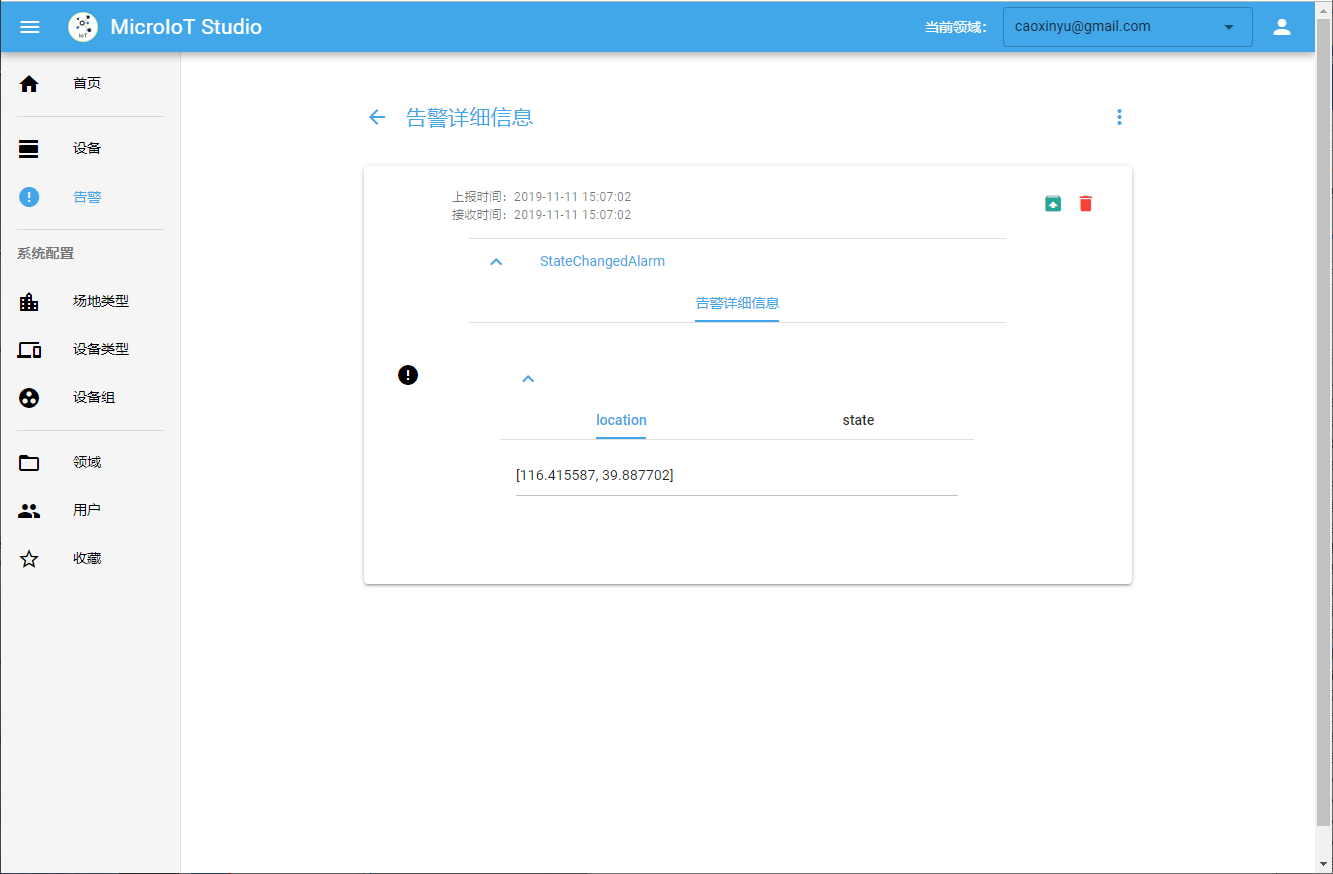 MicroIoT Studio
当前领域：
caoxinyu@gmail.com
首页
设备
告警
系统配置
场地类型
设备类型
设备组
领域
用户
收藏
告警详细信息
上报时间：2019-11-11 15:07:02
接收时间：2019-11-11 15:07:02
StateChangedAlarm
告警详细信息
location
state
[116.415587, 39.887702]